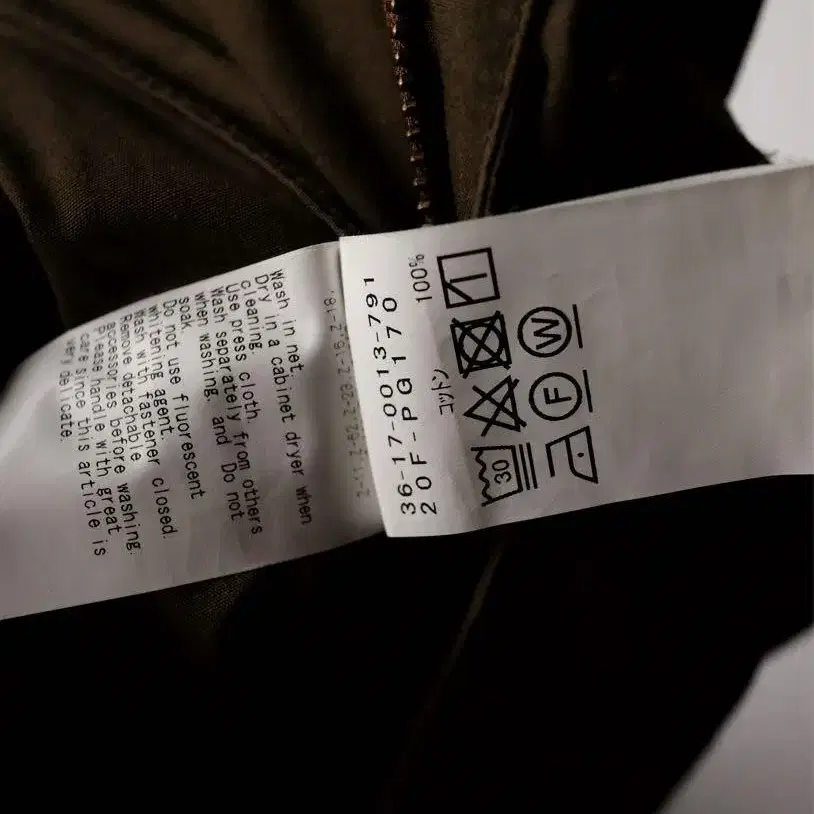 36-17-0013-791
20F-PG170
コットン 100%
30
W
F
Wash in net.
Dry in a cabinet dryer when
cleaning.
Use press cloth.
Wash separately from others
when washing. and Do not
soak.
Do not use fluorescent
whitening agent.
Wash with fastener closed.
Remove detachable
accessories before washing.
Please handle with great
care since this article is
very delicate.